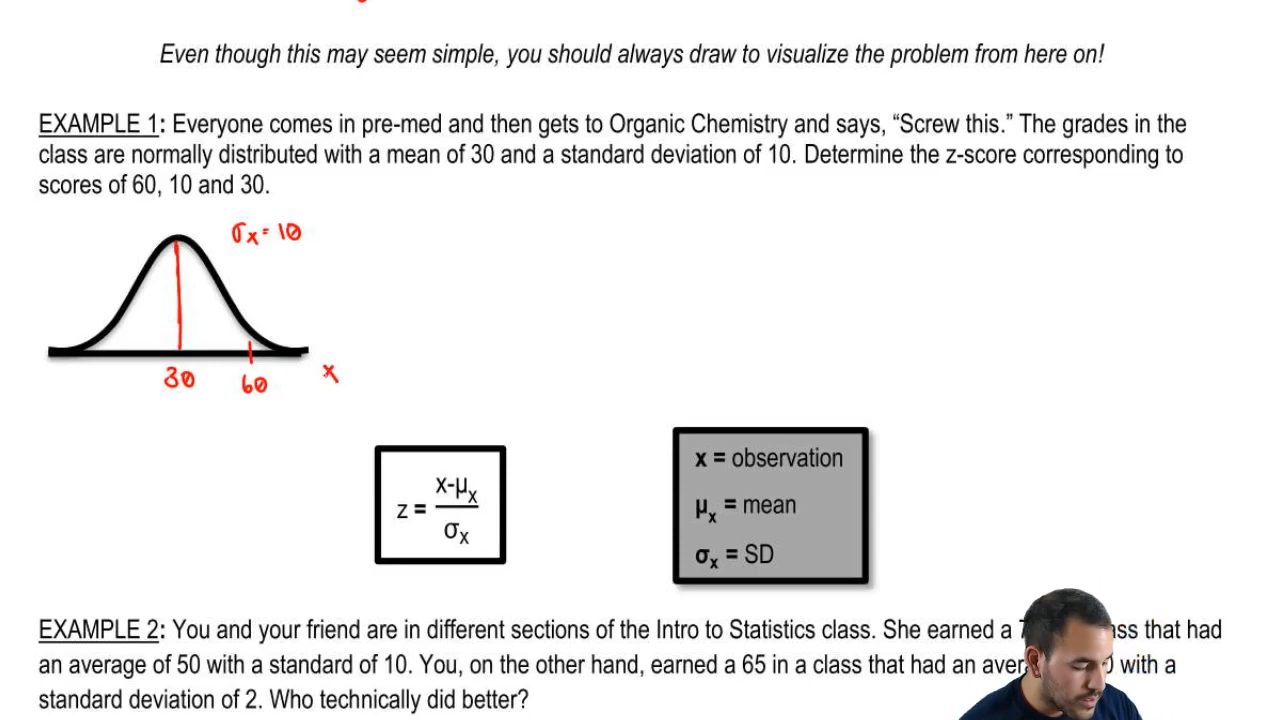 Even though this may seem simple, you should always draw to visualize the problem from here on!
EXAMPLE 1: Everyone comes in pre-med and then gets to Organic Chemistry and says, “Screw this.” The grades in the
class are normally distributed with a mean of 30 and a standard deviation of 10. Determine the z-score corresponding to
scores of 60, 10 and 30.
σx = 10
30 60 x
z = x-μx / σx
x = observation
μx = mean
σx = SD
EXAMPLE 2: You and your friend are in different sections of the Intro to Statistics class. She earned a that had
an average of 50 with a standard of 10. You, on the other hand, earned a 65 in a class that had an with a
standard deviation of 2. Who technically did better?